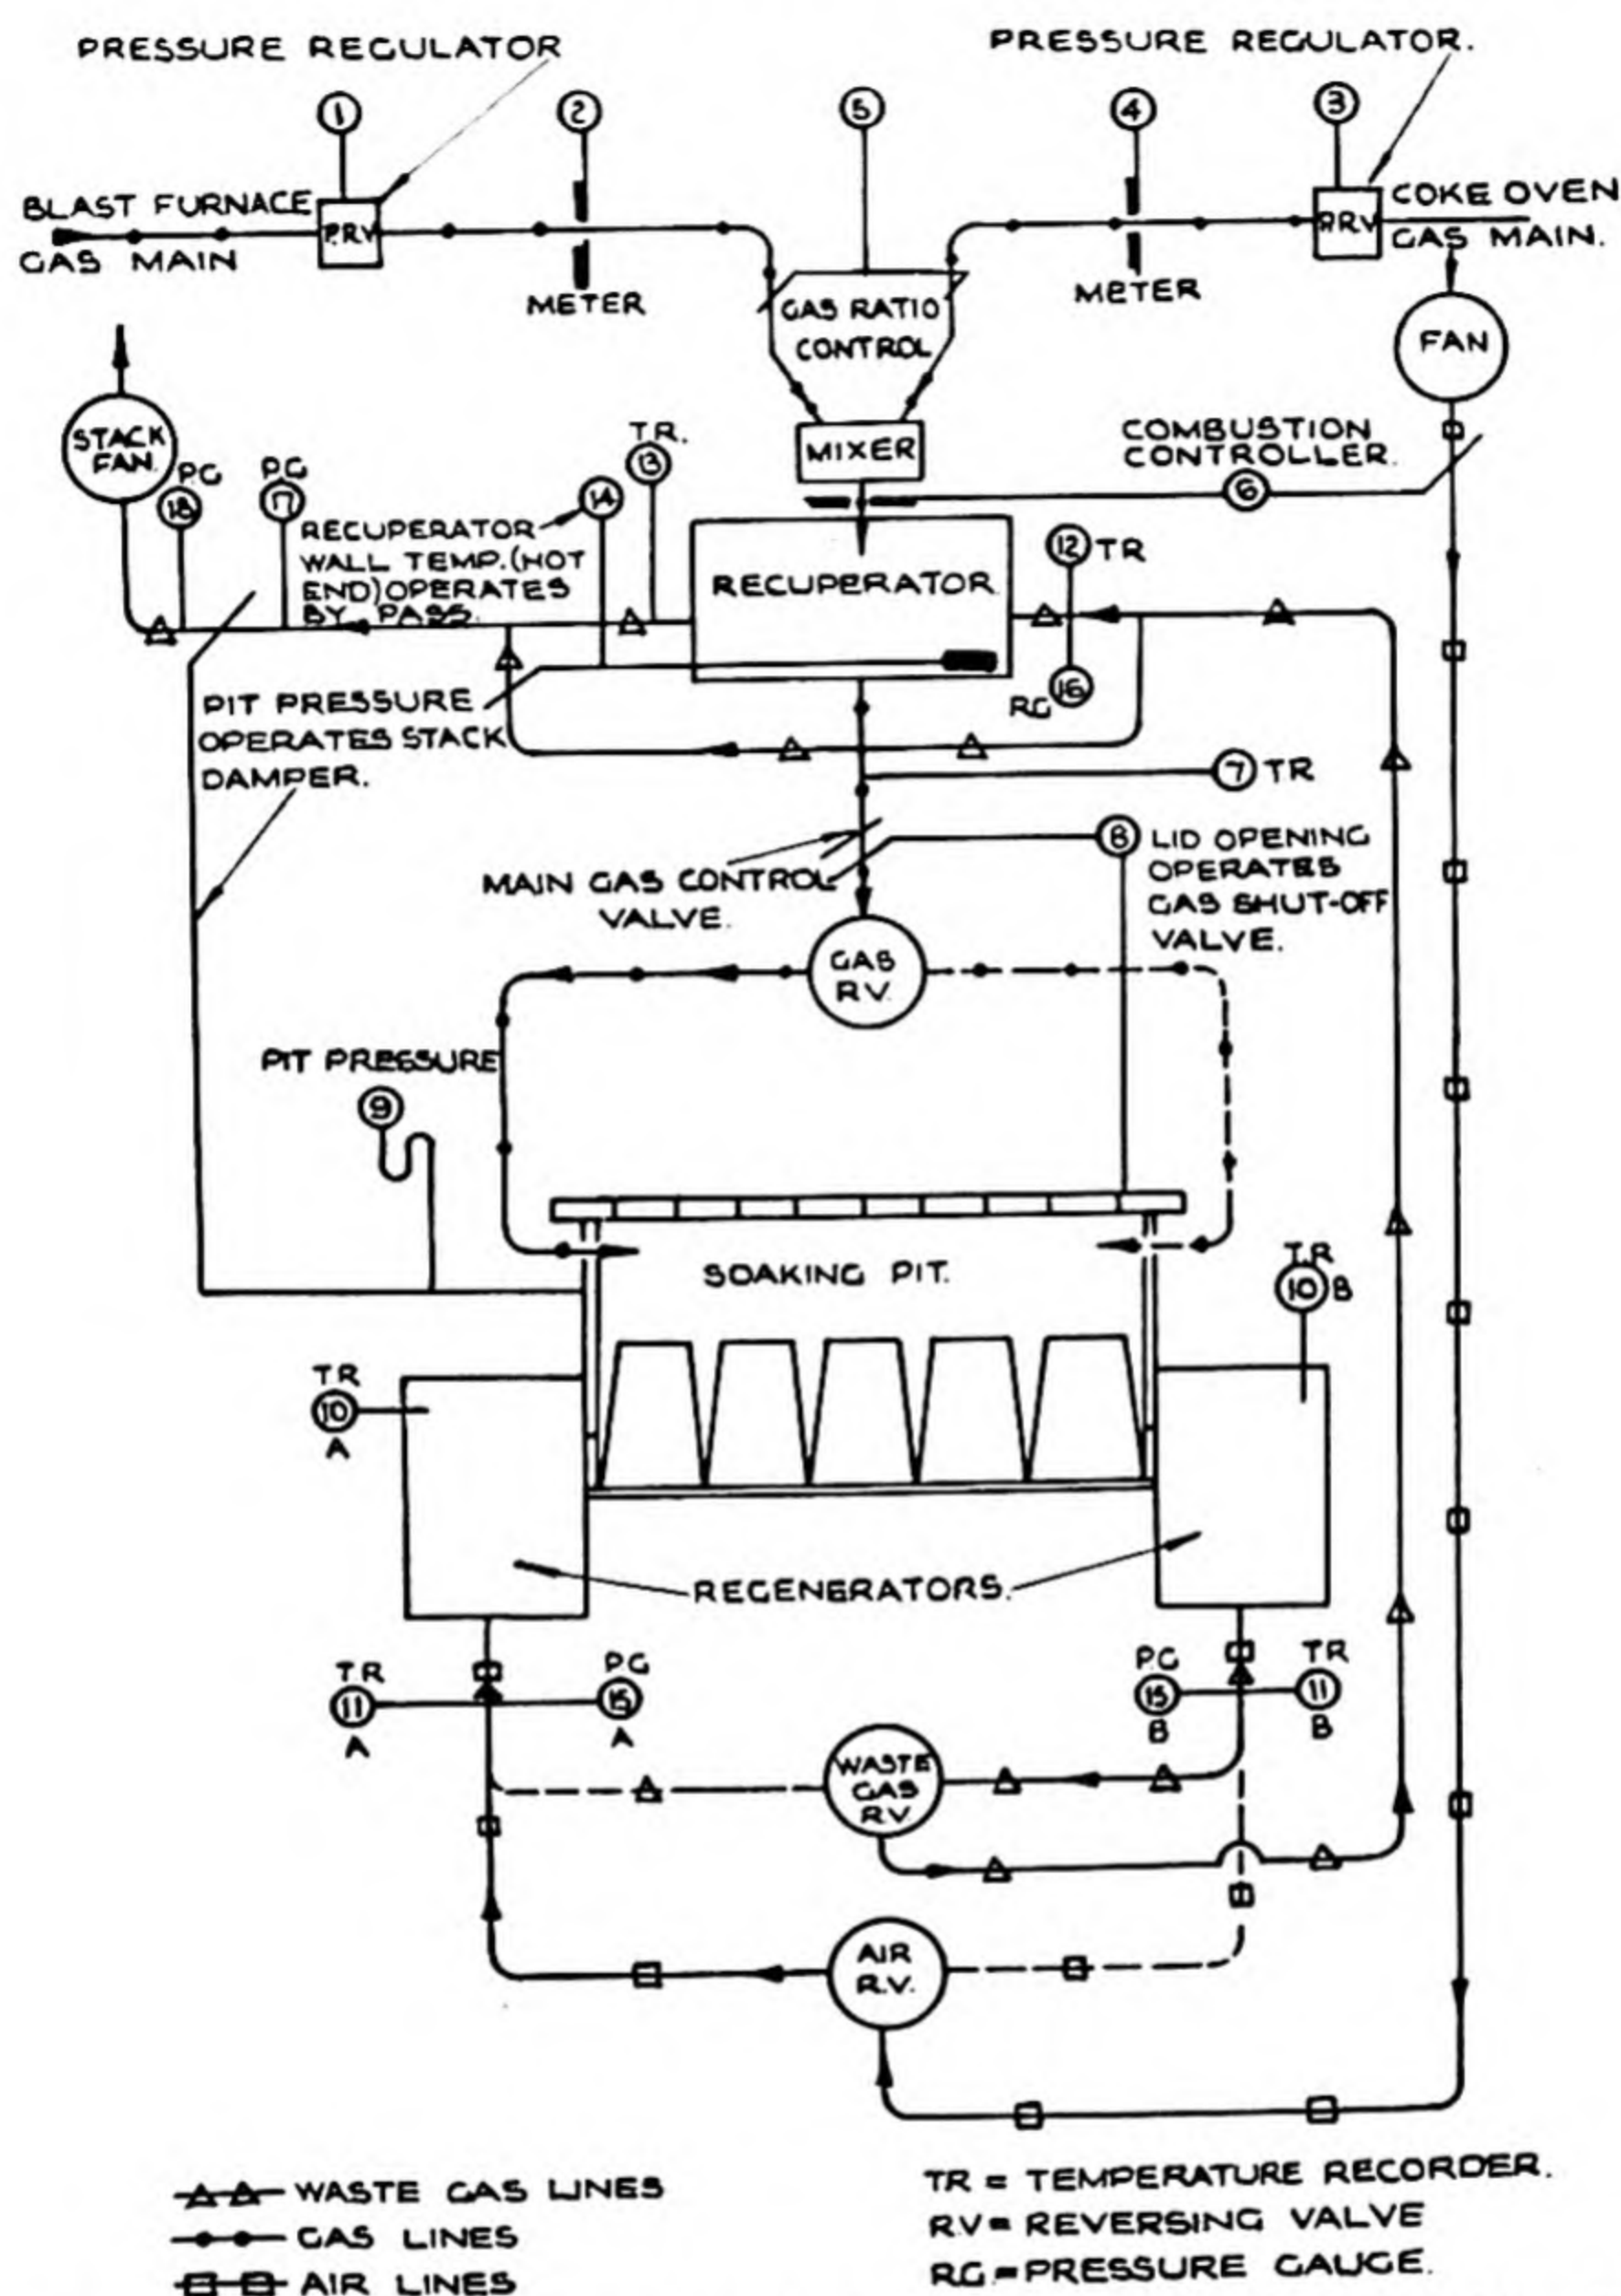 PRESSURE REGULATOR
PRESSURE REGULATOR.
1
2
5
4
3
BLAST FURNACE
GAS MAIN
P.R.V
METER
GAS RATIO
CONTROL
METER
P.R.V
COKE OVEN
GAS MAIN.
FAN
STACK
FAN.
P.G
18
PG
17
RECUPERATOR
WALL TEMP. (HOT
END) OPERATES
BY PASS.
14
TR.
13
MIXER
COMBUSTION
CONTROLLER.
6
RECUPERATOR
12 TR
PG 16
PIT PRESSURE
OPERATES STACK
DAMPER.
7 TR
MAIN GAS CONTROL
VALVE.
8 LID OPENING
OPERATES
GAS SHUT-OFF
VALVE.
GAS
RV.
PIT PRESSURE
9
SOAKING PIT.
T.R
10 B
TR
10
A
REGENERATORS.
TR
11
A
PG
15
A
P.G
15
B
TR
11
B
WASTE
GAS
RV
AIR
R.V.
WASTE GAS LINES
GAS LINES
AIR LINES
TR = TEMPERATURE RECORDER.
RV = REVERSING VALVE
PG. = PRESSURE GAUGE.